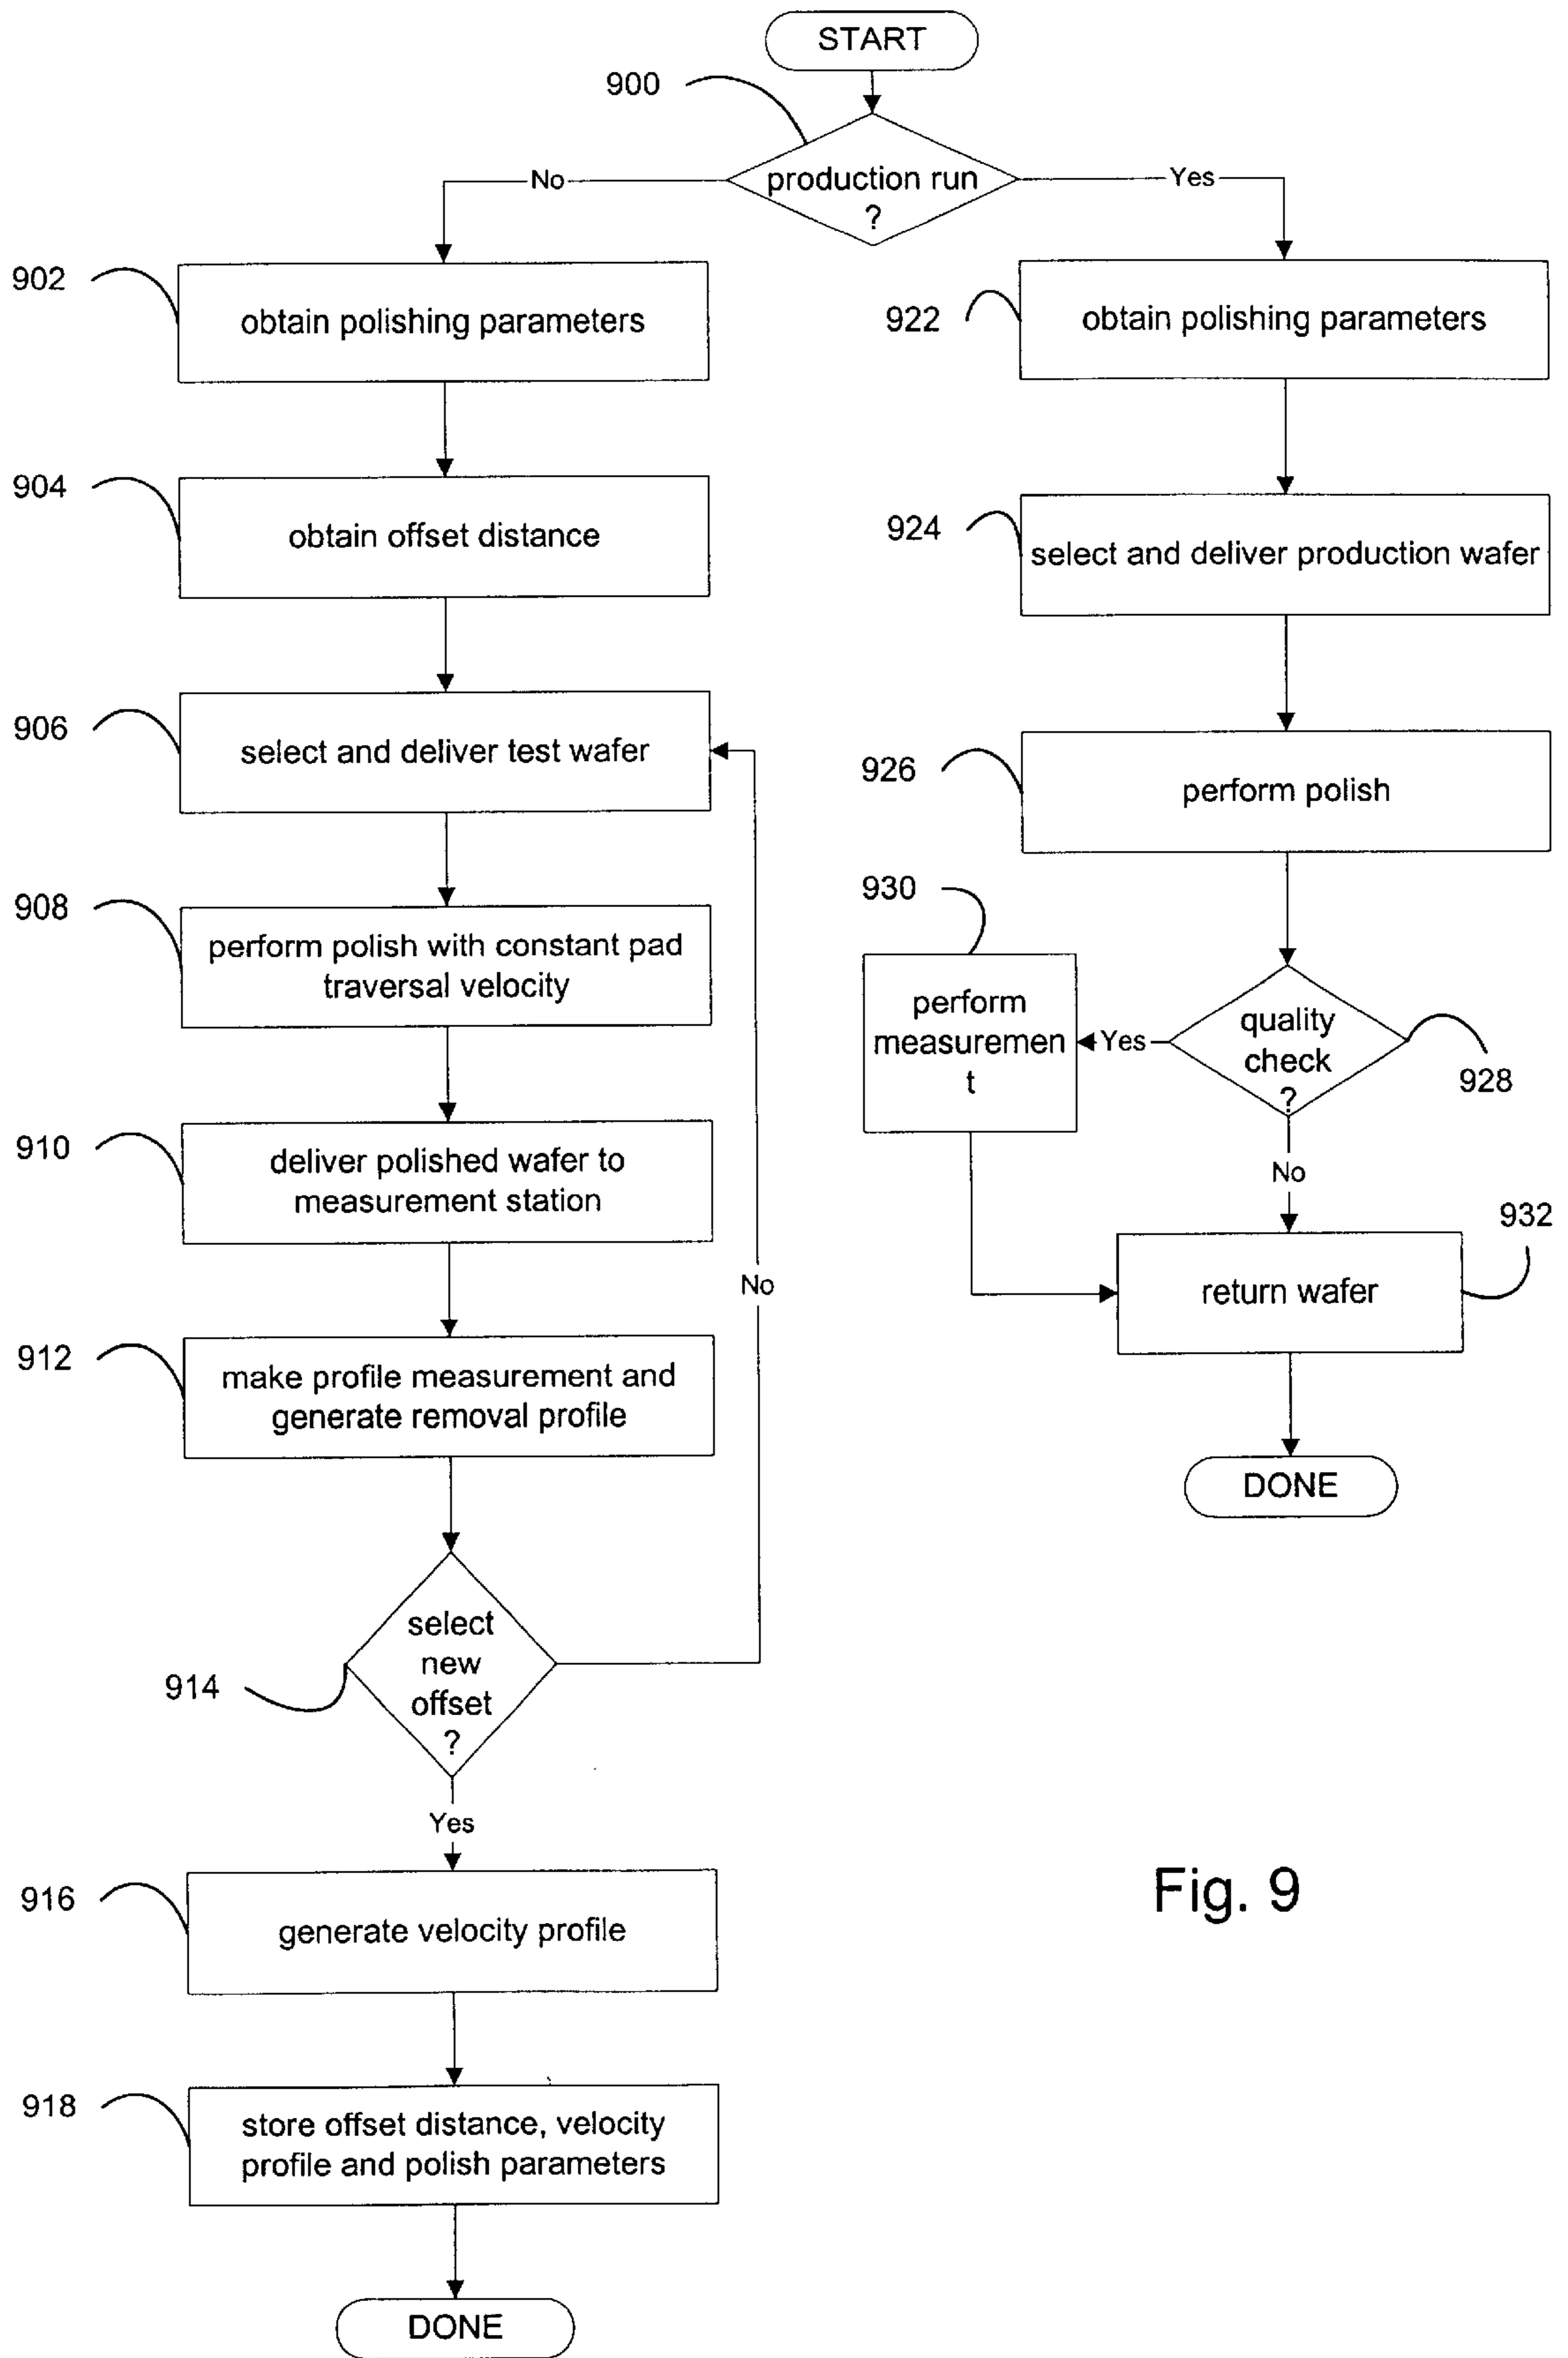 START
900
production run
?
No
Yes
902
obtain polishing parameters
904
obtain offset distance
906
select and deliver test wafer
908
perform polish with constant pad
traversal velocity
910
deliver polished wafer to
measurement station
912
make profile measurement and
generate removal profile
914
select
new
offset
?
No
Yes
916
generate velocity profile
918
store offset distance, velocity
profile and polish parameters
DONE
922
obtain polishing parameters
924
select and deliver production wafer
926
perform polish
928
quality
check
?
Yes
930
perform
measuremen
t
No
932
return wafer
DONE
Fig. 9